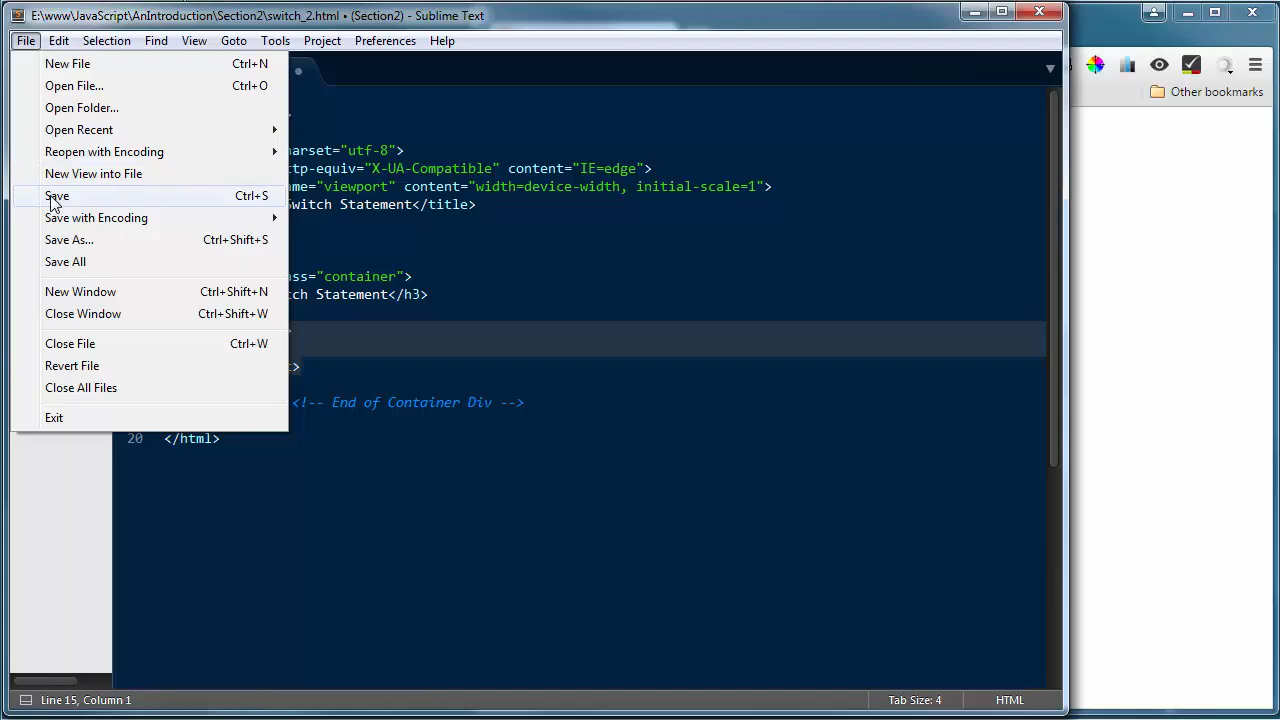 E:\www\JavaScript\AnIntroduction\Section2\switch_2.html • (Section2) - Sublime Text
File Edit Selection Find View Goto Tools Project Preferences Help
New File Ctrl+N
Open File... Ctrl+O
Open Folder...
Open Recent
Reopen with Encoding
New View into File
Save Ctrl+S
Save with Encoding
Save As... Ctrl+Shift+S
Save All
New Window Ctrl+Shift+N
Close Window Ctrl+Shift+W
Close File Ctrl+W
Revert File
Close All Files
Exit
Other bookmarks
harset="utf-8">
ttp-equiv="X-UA-Compatible" content="IE=edge">
ame="viewport" content="width=device-width, initial-scale=1">
Switch Statement</title>
ass="container">
tch Statement</h3>
t>
<!-- End of Container Div -->
20 </html>
Line 15, Column 1
Tab Size: 4
HTML